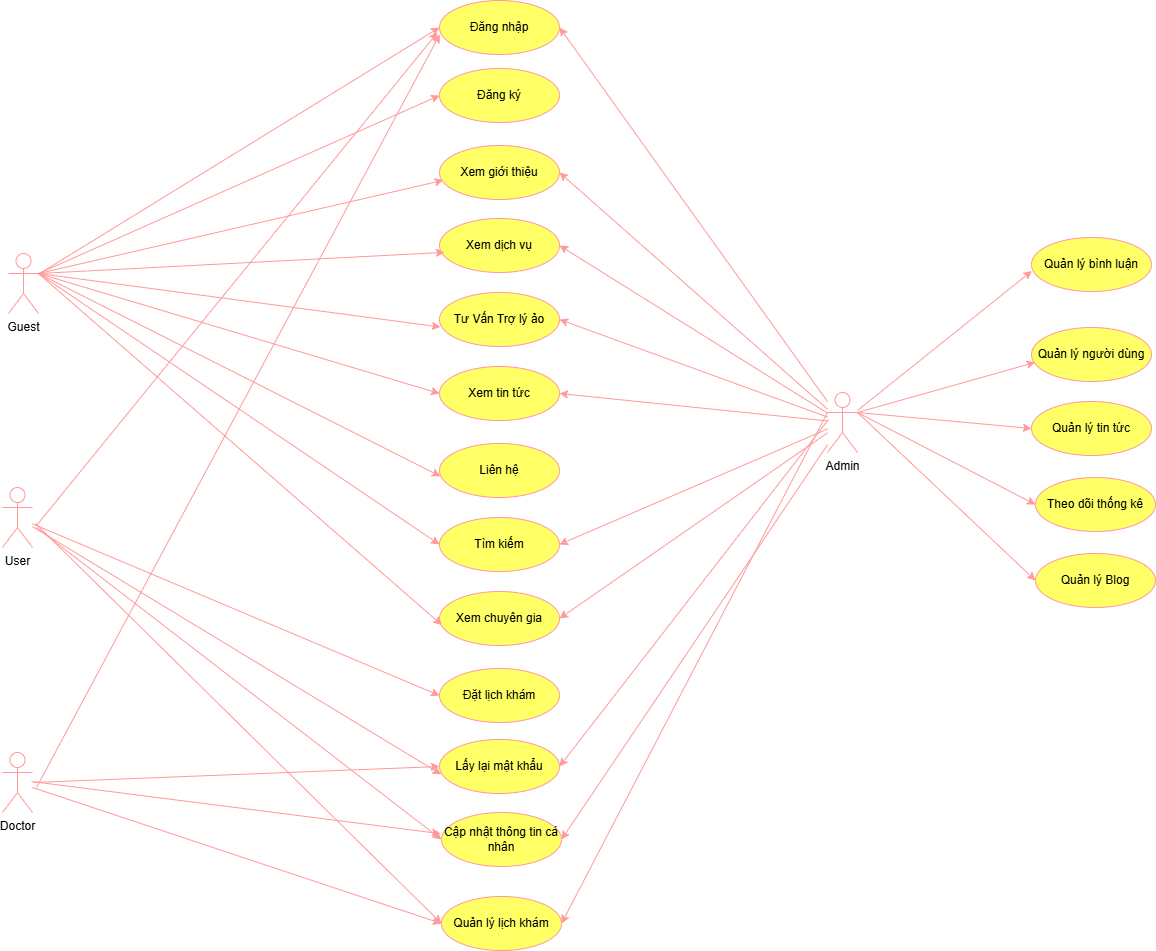 Đăng nhập
Đăng ký
Xem giới thiệu
Xem dịch vụ
Quản lý bình luận
Tư Vấn Trợ lý ảo
Guest
Quản lý người dùng
Xem tin tức
Quản lý tin tức
Liên hệ
Admin
Theo dõi thống kê
Tìm kiếm
User
Quản lý Blog
Xem chuyên gia
Đặt lịch khám
Lấy lại mật khẩu
Doctor
Cập nhật thông tin cá
nhân
Quản lý lịch khám